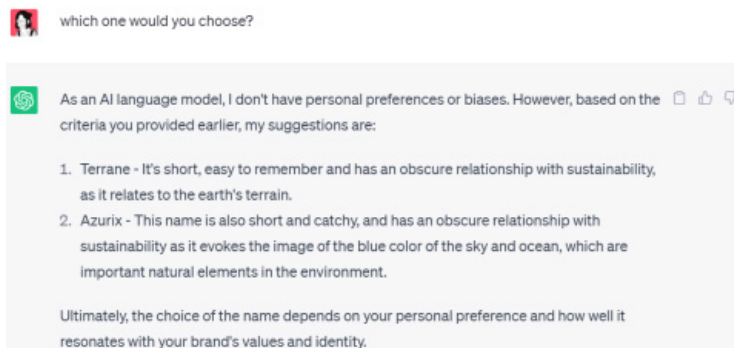 which one would you choose?
As an AI language model, I don't have personal preferences or biases. However, based on the
criteria you provided earlier, my suggestions are:
1. Terrane - It's short, easy to remember and has an obscure relationship with sustainability,
as it relates to the earth's terrain.
2. Azurix - This name is also short and catchy, and has an obscure relationship with
sustainability as it evokes the image of the blue color of the sky and ocean, which are
important natural elements in the environment.
Ultimately, the choice of the name depends on your personal preference and how well it
resonates with your brand's values and identity.